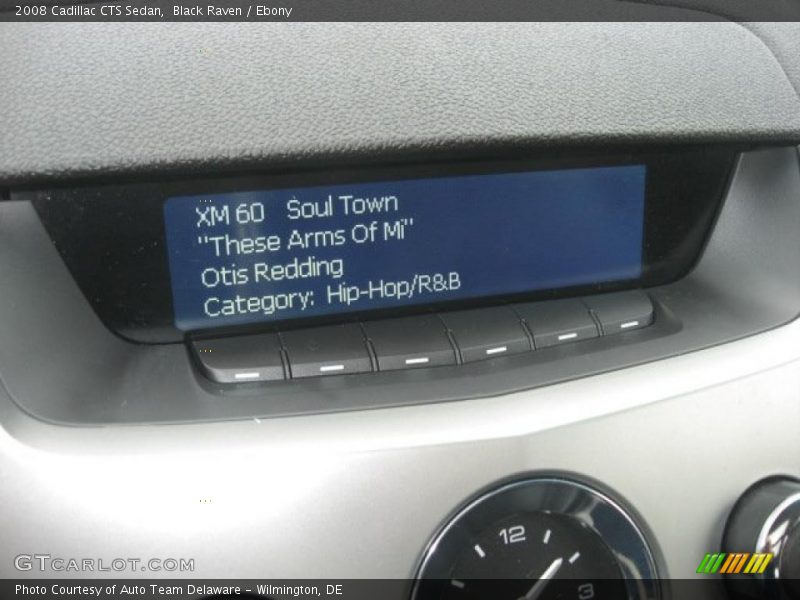 2008 Cadillac CTS Sedan, Black Raven / Ebony
XM 60 Soul Town
"These Arms Of Mi"
Otis Redding
Category: Hip-Hop/R&B
12
3
GTCARLOT.COM
Photo Courtesy of Auto Team Delaware - Wilmington, DE